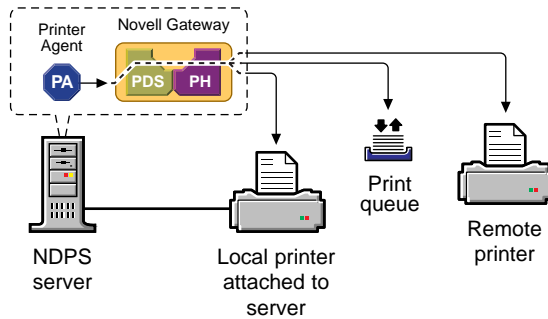 Printer
Agent
Novell Gateway
PA
PDS
PH
NDPS
server
Local printer
attached to
server
Print
queue
Remote
printer